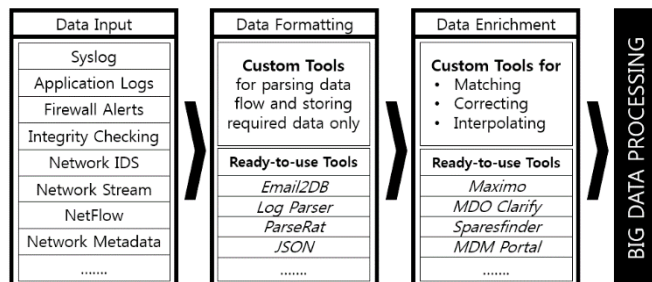 Data Input
Syslog
Application Logs
Firewall Alerts
Integrity Checking
Network IDS
Network Stream
NetFlow
Network Metadata
.......
Data Formatting
Custom Tools
for parsing data
flow and storing
required data only
Ready-to-use Tools
Email2DB
Log Parser
ParseRat
JSON
.......
Data Enrichment
Custom Tools for
• Matching
• Correcting
• Interpolating
Ready-to-use Tools
Maximo
MDO Clarify
Sparesfinder
MDM Portal
.......
BIG DATA PROCESSING